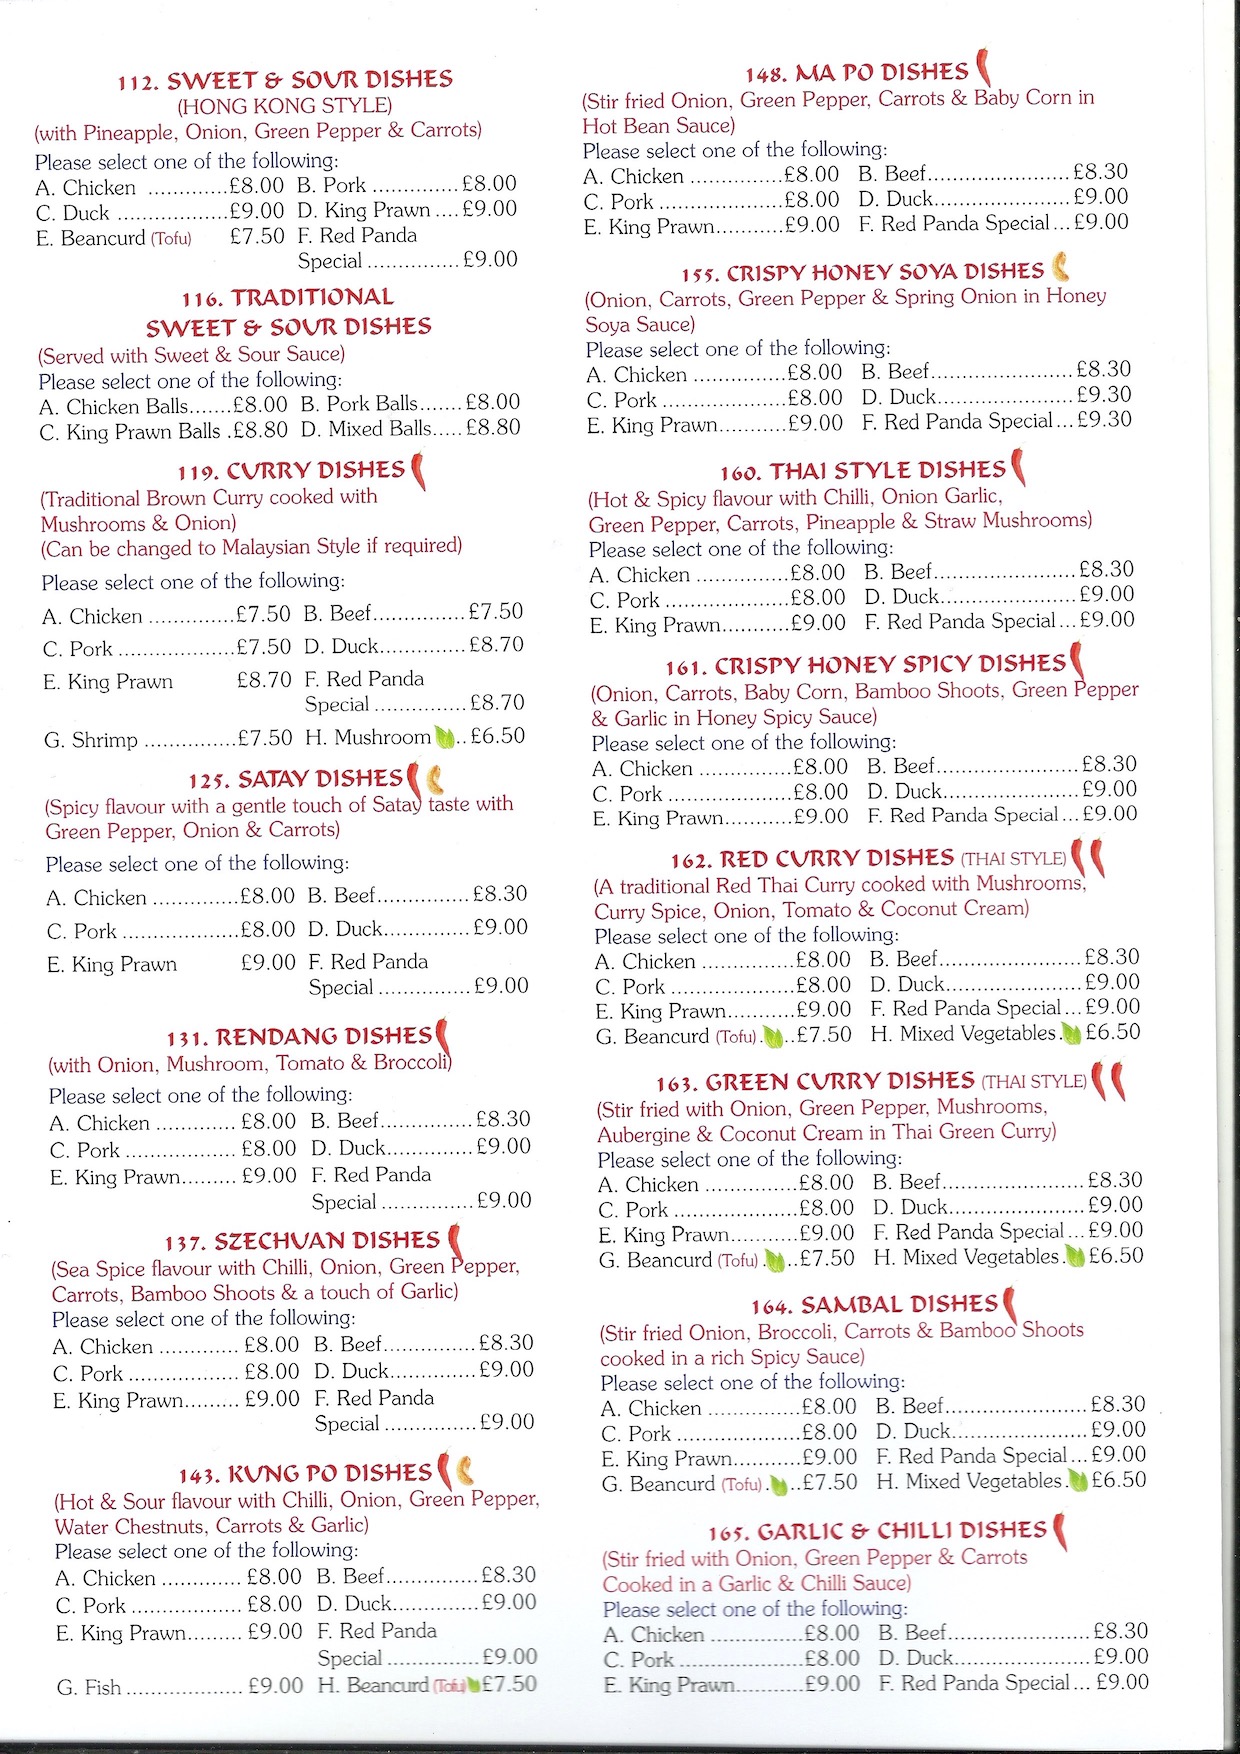 112. SWEET & SOUR DISHES
(HONG KONG STYLE)
(with Pineapple, Onion, Green Pepper & Carrots)
Please select one of the following:
A. Chicken .............£8.00 B. Pork ..............£8.00
C. Duck ..................£9.00 D. King Prawn ....£9.00
E. Beancurd (Tofu) £7.50 F. Red Panda
Special ...............£9.00
116. TRADITIONAL
SWEET & SOUR DISHES
(Served with Sweet & Sour Sauce)
Please select one of the following:
A. Chicken Balls.......£8.00 B. Pork Balls.......£8.00
C. King Prawn Balls .£8.80 D. Mixed Balls.....£8.80
119. CURRY DISHES
(Traditional Brown Curry cooked with
Mushrooms & Onion)
(Can be changed to Malaysian Style if required)
Please select one of the following:
A. Chicken ..............£7.50 B. Beef...............£7.50
C. Pork ...................£7.50 D. Duck..............£8.70
E. King Prawn £8.70 F. Red Panda
Special ...............£8.70
G. Shrimp ...............£7.50 H. Mushroom ..£6.50
125. SATAY DISHES
(Spicy flavour with a gentle touch of Satay taste with
Green Pepper, Onion & Carrots)
Please select one of the following:
A. Chicken ..............£8.00 B. Beef...............£8.30
C. Pork ...................£8.00 D. Duck..............£9.00
E. King Prawn £9.00 F. Red Panda
Special ...............£9.00
131. RENDANG DISHES
(with Onion, Mushroom, Tomato & Broccoli)
Please select one of the following:
A. Chicken ............. £8.00 B. Beef...............£8.30
C. Pork .................. £8.00 D. Duck..............£9.00
E. King Prawn......... £9.00 F. Red Panda
Special ...............£9.00
137. SZECHUAN DISHES
(Sea Spice flavour with Chilli, Onion, Green Pepper,
Carrots, Bamboo Shoots & a touch of Garlic)
Please select one of the following:
A. Chicken ............. £8.00 B. Beef...............£8.30
C. Pork .................. £8.00 D. Duck..............£9.00
E. King Prawn......... £9.00 F. Red Panda
Special ...............£9.00
143. KUNG PO DISHES
(Hot & Sour flavour with Chilli, Onion, Green Pepper,
Water Chestnuts, Carrots & Garlic)
Please select one of the following:
A. Chicken ............. £8.00 B. Beef...............£8.30
C. Pork .................. £8.00 D. Duck..............£9.00
E. King Prawn......... £9.00 F. Red Panda
Special ...............£9.00
G. Fish ................... £9.00 H. Beancurd (Tofu) £7.50
148. MA PO DISHES
(Stir fried Onion, Green Pepper, Carrots & Baby Corn in
Hot Bean Sauce)
Please select one of the following:
A. Chicken ...............£8.00 B. Beef.......................£8.30
C. Pork ....................£8.00 D. Duck......................£9.00
E. King Prawn...........£9.00 F. Red Panda Special...£9.00
155. CRISPY HONEY SOYA DISHES
(Onion, Carrots, Green Pepper & Spring Onion in Honey
Soya Sauce)
Please select one of the following:
A. Chicken ...............£8.00 B. Beef.......................£8.30
C. Pork ....................£8.00 D. Duck......................£9.30
E. King Prawn...........£9.00 F. Red Panda Special...£9.30
160. THAI STYLE DISHES
(Hot & Spicy flavour with Chilli, Onion Garlic,
Green Pepper, Carrots, Pineapple & Straw Mushrooms)
Please select one of the following:
A. Chicken ...............£8.00 B. Beef.......................£8.30
C. Pork ....................£8.00 D. Duck......................£9.00
E. King Prawn...........£9.00 F. Red Panda Special...£9.00
161. CRISPY HONEY SPICY DISHES
(Onion, Carrots, Baby Corn, Bamboo Shoots, Green Pepper
& Garlic in Honey Spicy Sauce)
Please select one of the following:
A. Chicken ...............£8.00 B. Beef.......................£8.30
C. Pork ....................£8.00 D. Duck......................£9.00
E. King Prawn...........£9.00 F. Red Panda Special...£9.00
162. RED CURRY DISHES (THAI STYLE)
(A traditional Red Thai Curry cooked with Mushrooms,
Curry Spice, Onion, Tomato & Coconut Cream)
Please select one of the following:
A. Chicken ...............£8.00 B. Beef.......................£8.30
C. Pork ....................£8.00 D. Duck......................£9.00
E. King Prawn...........£9.00 F. Red Panda Special...£9.00
G. Beancurd (Tofu). ..£7.50 H. Mixed Vegetables. £6.50
163. GREEN CURRY DISHES (THAI STYLE)
(Stir fried with Onion, Green Pepper, Mushrooms,
Aubergine & Coconut Cream in Thai Green Curry)
Please select one of the following:
A. Chicken ...............£8.00 B. Beef.......................£8.30
C. Pork ....................£8.00 D. Duck......................£9.00
E. King Prawn...........£9.00 F. Red Panda Special...£9.00
G. Beancurd (Tofu). ..£7.50 H. Mixed Vegetables. £6.50
164. SAMBAL DISHES
(Stir fried Onion, Broccoli, Carrots & Bamboo Shoots
cooked in a rich Spicy Sauce)
Please select one of the following:
A. Chicken ...............£8.00 B. Beef.......................£8.30
C. Pork ....................£8.00 D. Duck......................£9.00
E. King Prawn...........£9.00 F. Red Panda Special...£9.00
G. Beancurd (Tofu). ..£7.50 H. Mixed Vegetables. £6.50
165. GARLIC & CHILLI DISHES
(Stir fried with Onion, Green Pepper & Carrots
Cooked in a Garlic & Chilli Sauce)
Please select one of the following:
A. Chicken ...............£8.00 B. Beef.......................£8.30
C. Pork ....................£8.00 D. Duck......................£9.00
E. King Prawn...........£9.00 F. Red Panda Special... £9.00